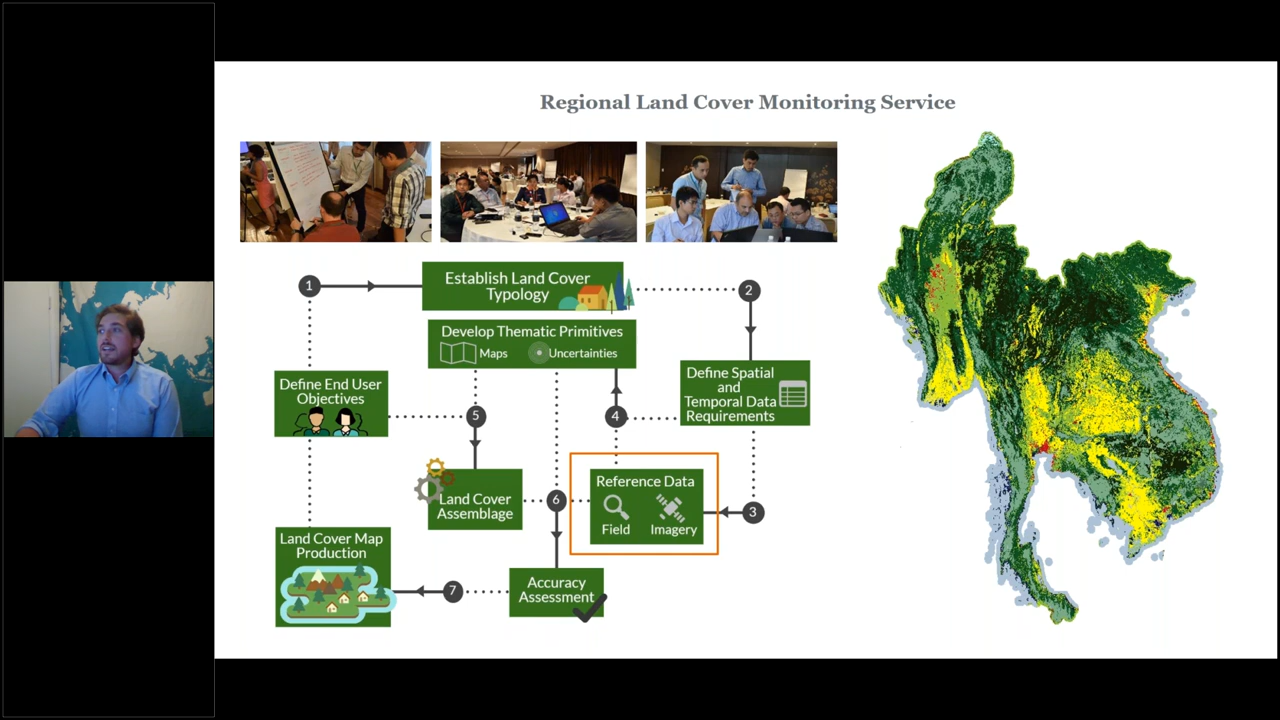 Regional Land Cover Monitoring Service
1
Establish Land Cover
Typology
2
Develop Thematic Primitives
Maps
Uncertainties
Define Spatial
and
Temporal Data
Requirements
Define End User
Objectives
5
4
Land Cover
Assemblage
6
Reference Data
Field
Imagery
3
Land Cover Map
Production
7
Accuracy
Assessment